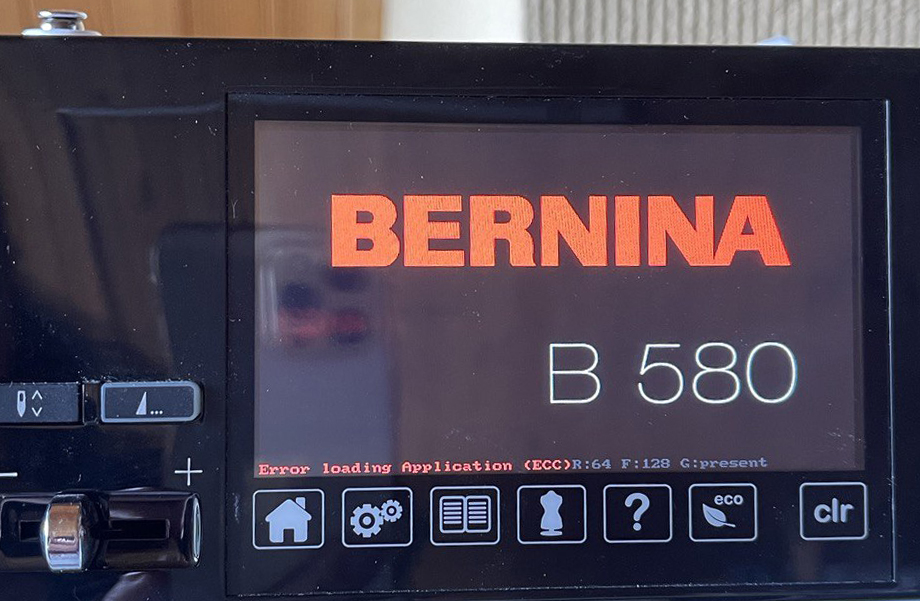 BERNINA
B 580
Error loading Application (ECC)R:64 F:128 G:present
...
− +
? eco clr